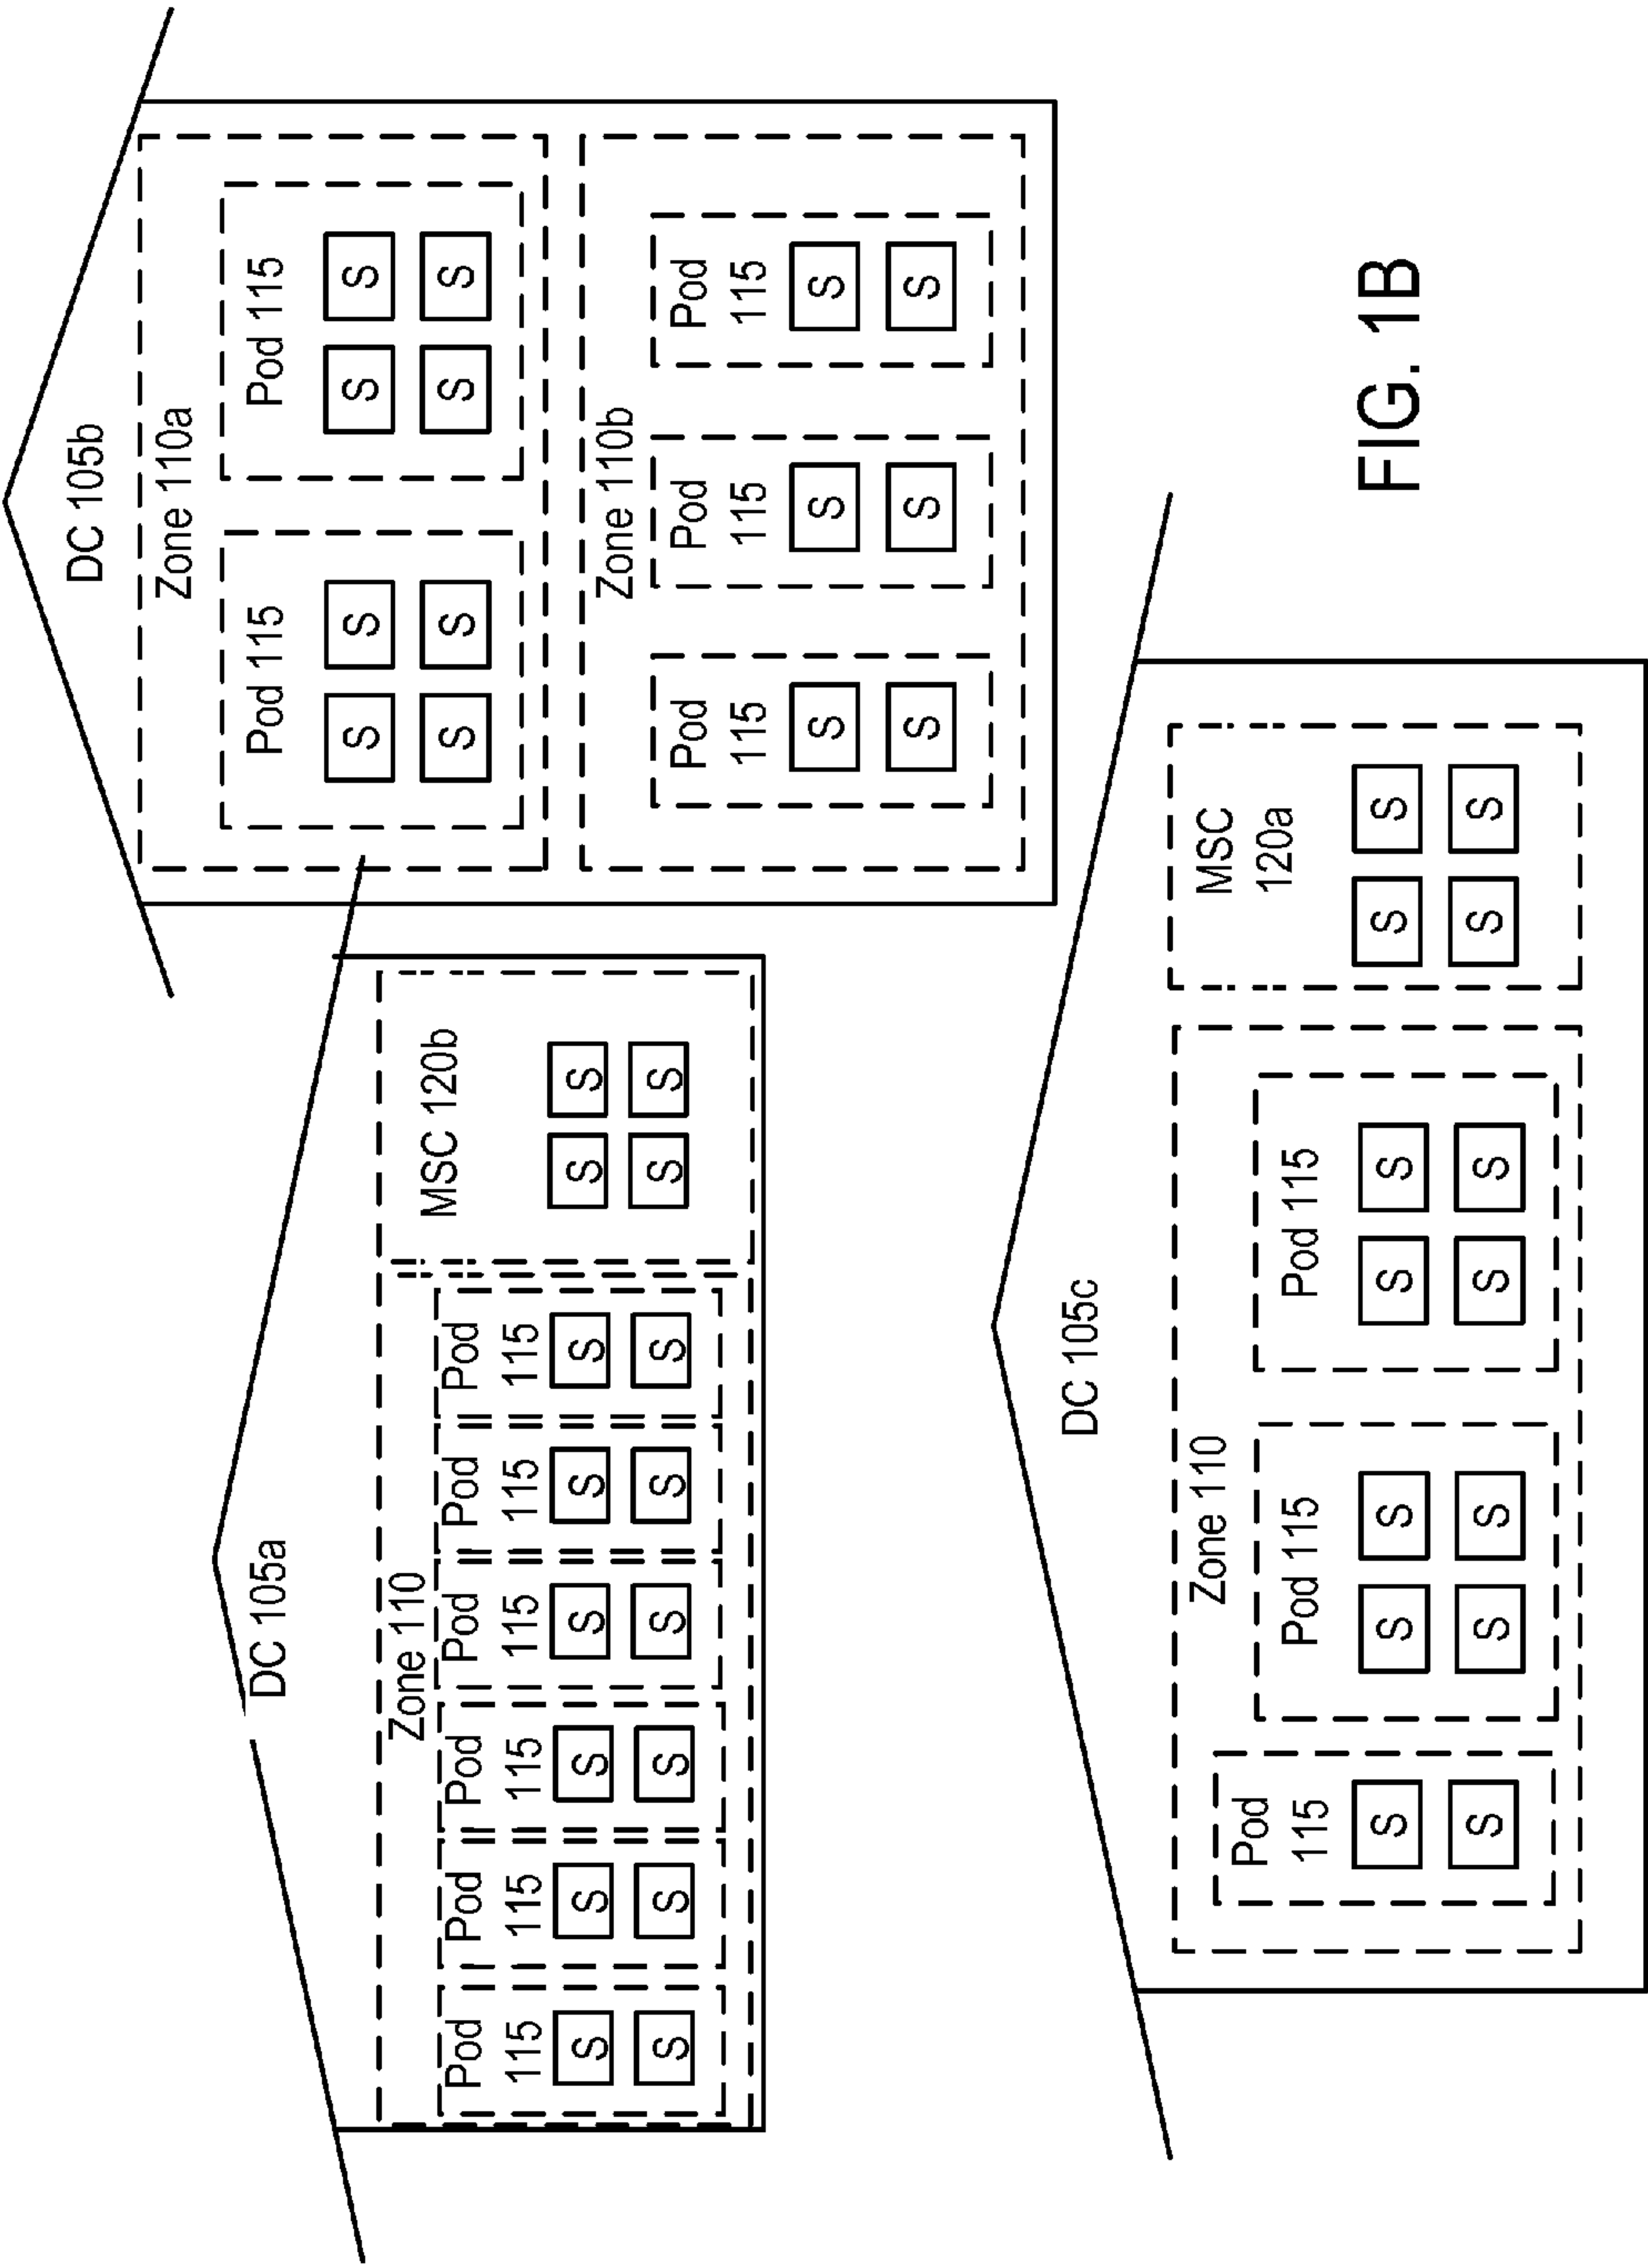 DC 105a
Zone 110
Pod
115
S
S
Pod
115
S
S
Pod
115
S
S
Pod
115
S
S
Pod
115
S
S
Pod
115
S
S
MSC 120b
S S
S S
DC 105b
Zone 110a
Pod 115
S S
S S
Pod 115
S S
S S
Zone 110b
Pod
115
S
S
Pod
115
S
S
Pod
115
S
S
DC 105c
Zone 110
Pod
115
S
S
Pod 115
S S
S S
Pod 115
S S
S S
MSC
120a
S S
S S
FIG. 1B